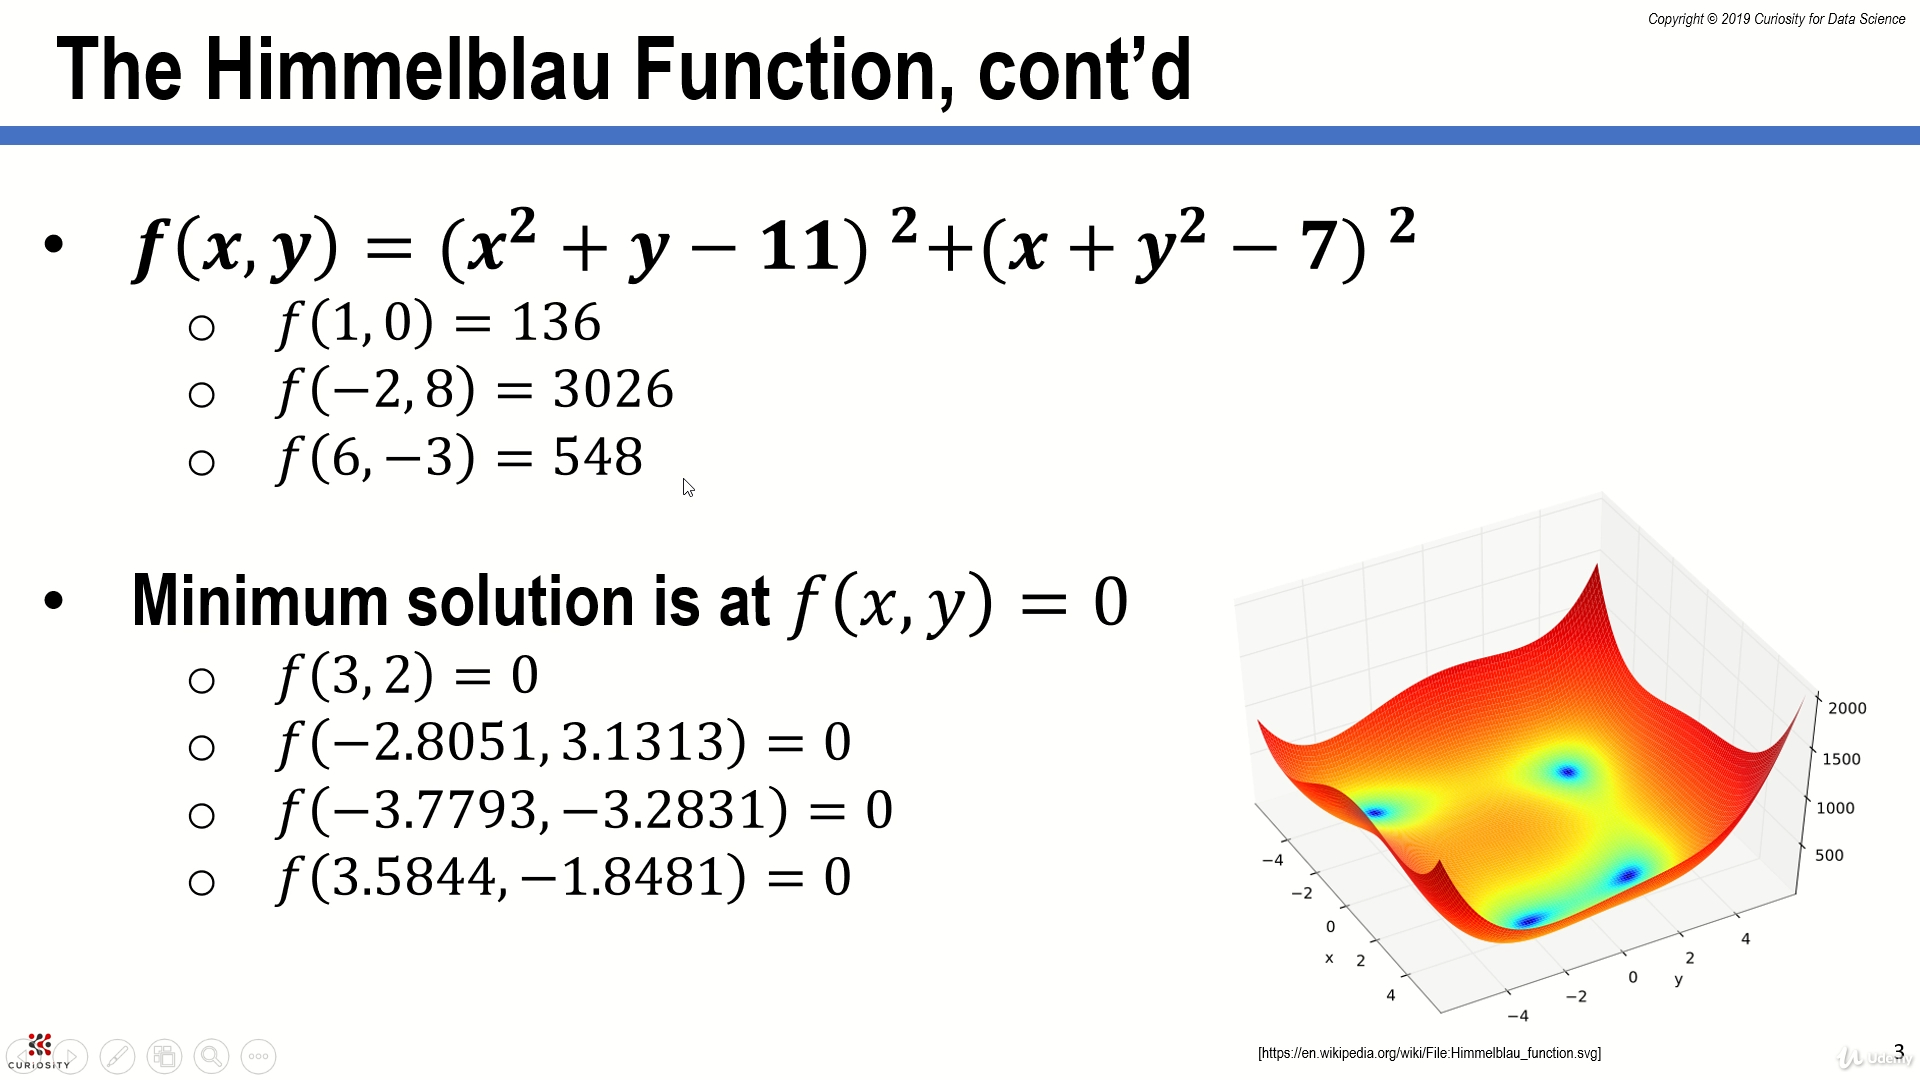 Copyright © 2019 Curiosity for Data Science
The Himmelblau Function, cont’d
• f(x, y) = (x² + y − 11) ²+(x + y² − 7) ²
○ f(1, 0) = 136
○ f(−2, 8) = 3026
○ f(6, −3) = 548
• Minimum solution is at f(x, y) = 0
○ f(3, 2) = 0
○ f(−2.8051, 3.1313) = 0
○ f(−3.7793, −3.2831) = 0
○ f(3.5844, −1.8481) = 0
2000
1500
1000
500
−4
−2
0
2
4
x
−4
−2
0
2
4
y
[https://en.wikipedia.org/wiki/File:Himmelblau_function.svg]
CURIOSITY
3
Udemy